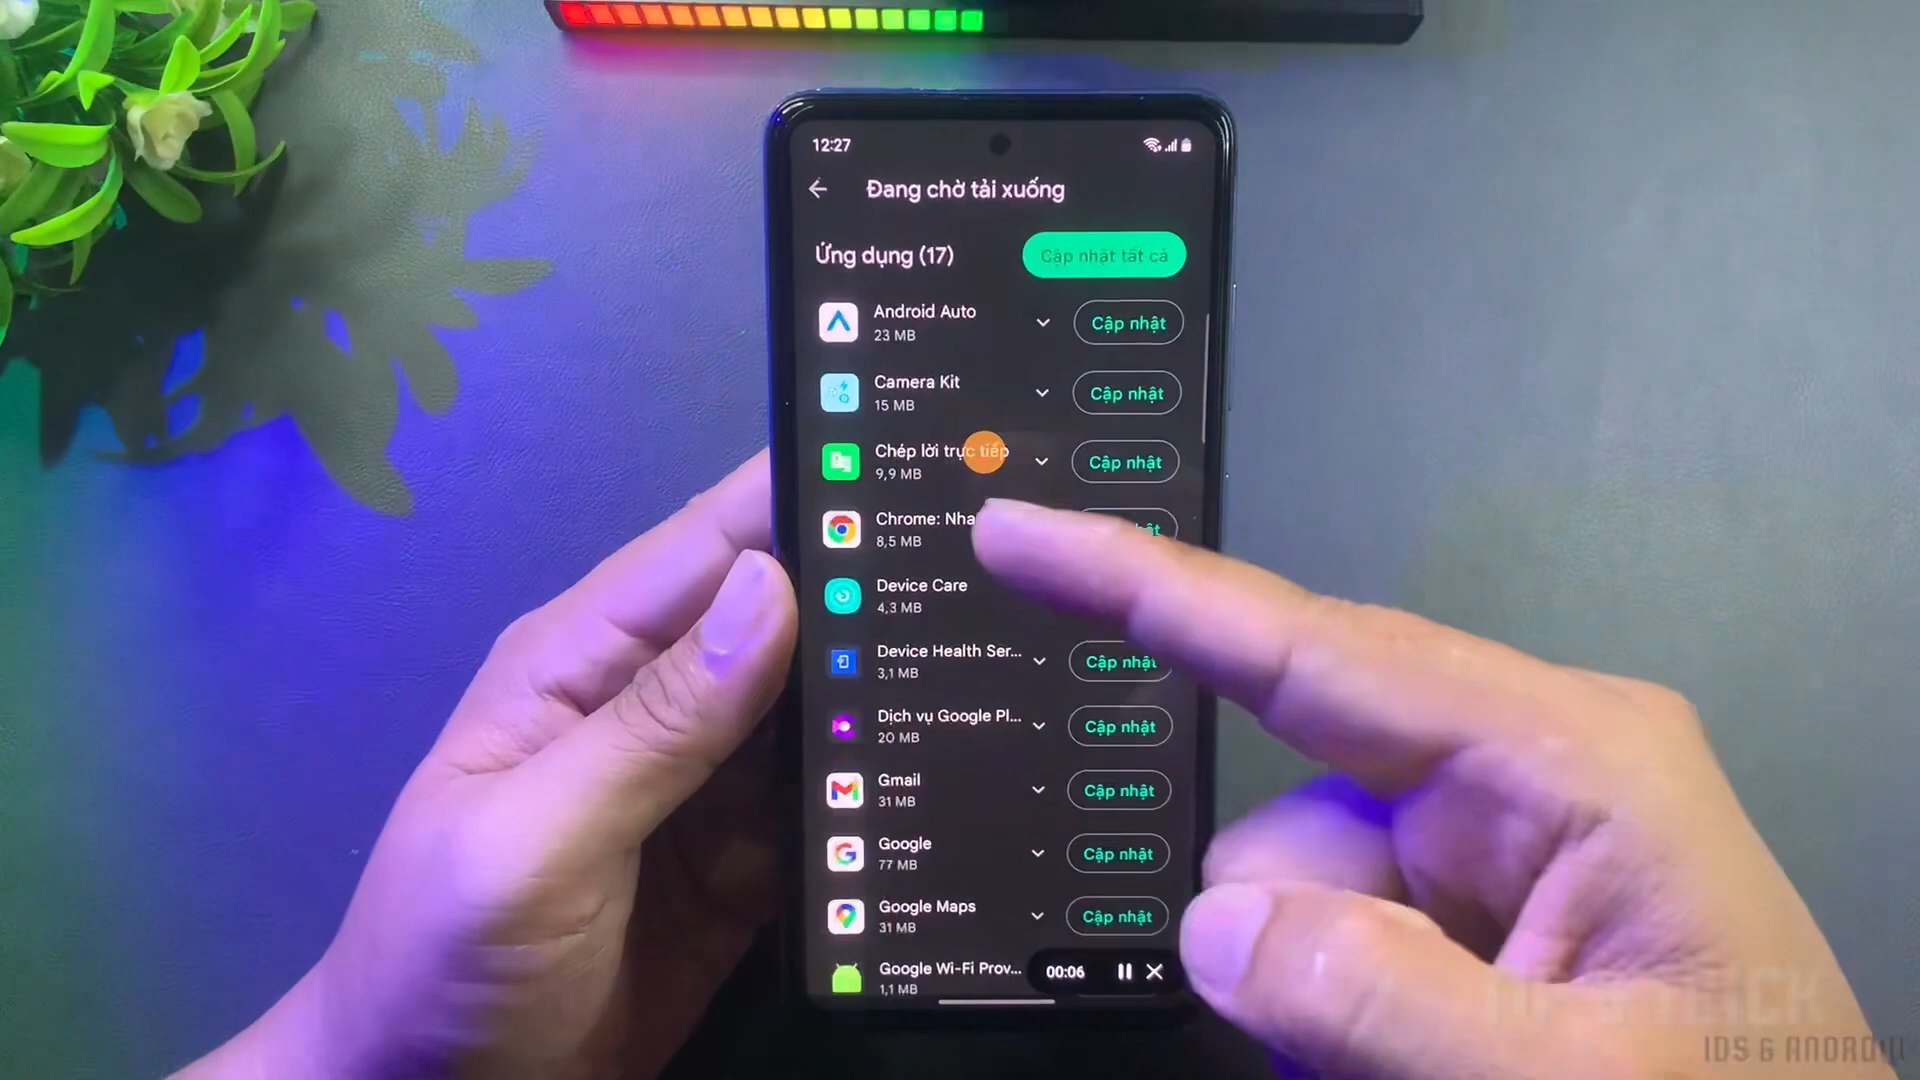 12:27
Đang chờ tải xuống
Ứng dụng (17)
Cập nhật tất cả
Android Auto
23 MB
Cập nhật
Camera Kit
15 MB
Cập nhật
Chép lời trực tiếp
9,9 MB
Cập nhật
Chrome: Nha
8,5 MB
Device Care
4,3 MB
Device Health Ser...
3,1 MB
Cập nhật
Dịch vụ Google Pl...
20 MB
Cập nhật
Gmail
31 MB
Cập nhật
Google
77 MB
Cập nhật
Google Maps
31 MB
Cập nhật
Google Wi-Fi Prov...
1,1 MB
00:06
IOS & ANDROID